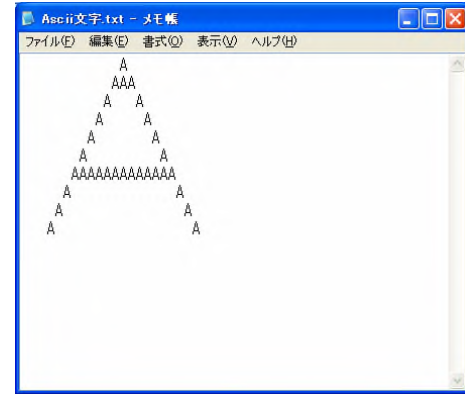 Ascii文字.txt - メモ帳
ファイル(F) 編集(E) 書式(O) 表示(V) ヘルプ(H)
            A
           AAA
          A   A
         A     A
        A       A
       A         A
      AAAAAAAAAAAAA
     A             A
    A               A
   A                 A